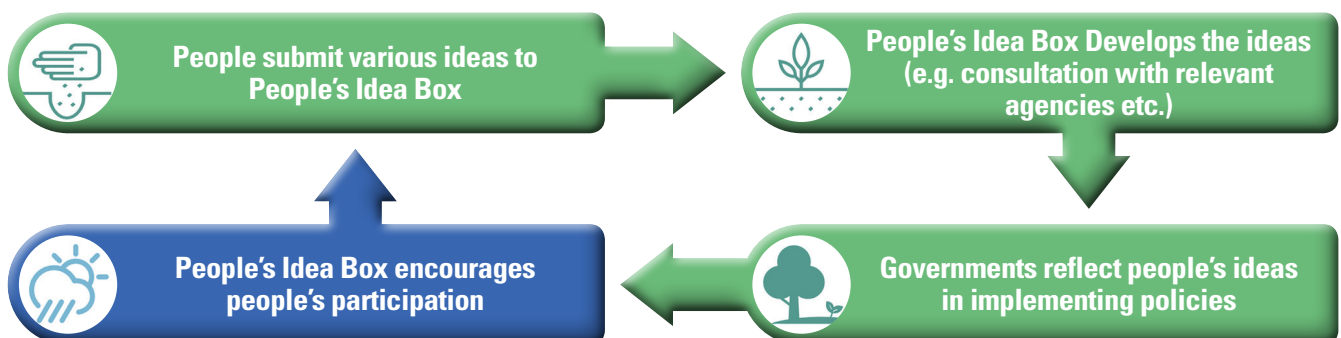 People submit various ideas to
People’s Idea Box
People’s Idea Box Develops the ideas
(e.g. consultation with relevant
agencies etc.)
People’s Idea Box encourages
people’s participation
Governments reflect people’s ideas
in implementing policies